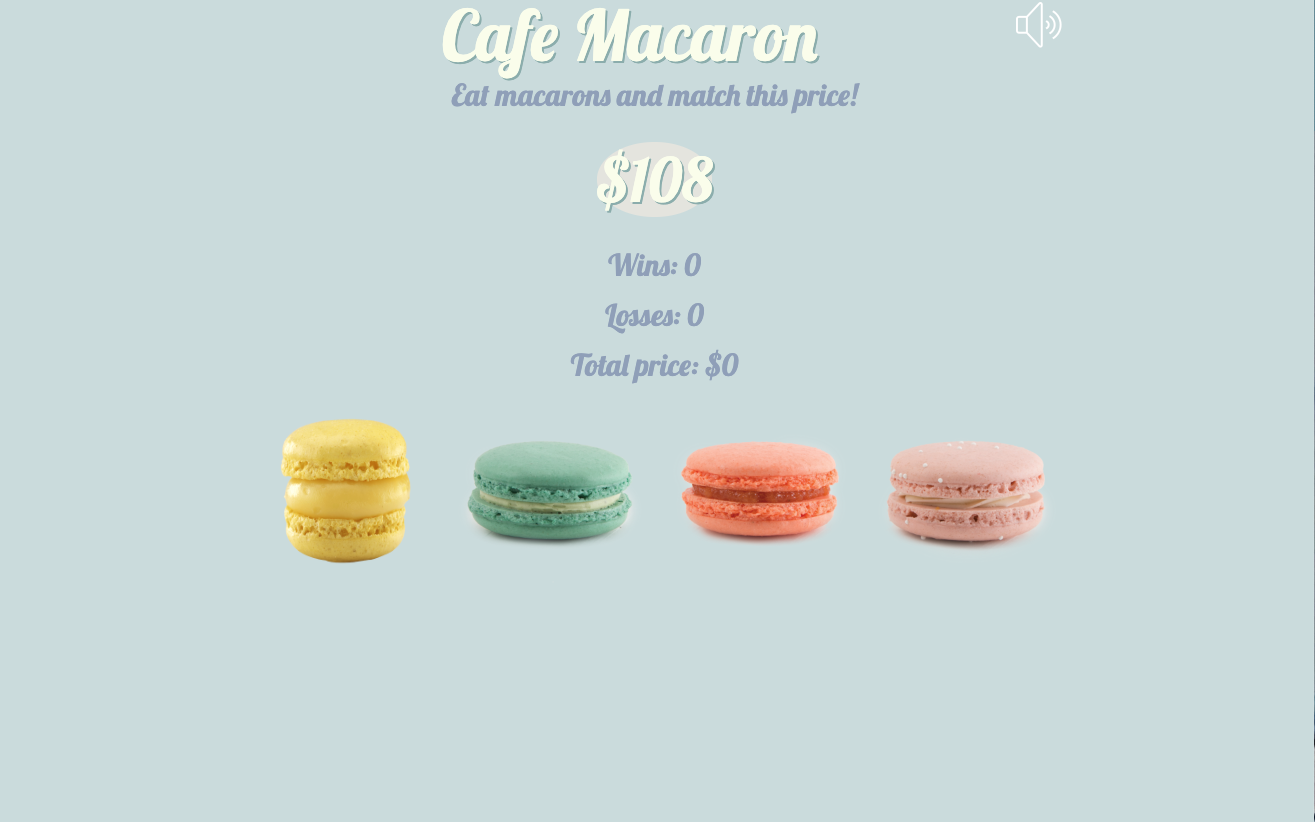 Cafe Macaron
Eat macarons and match this price!
$108
Wins: 0
Losses: 0
Total price: $0